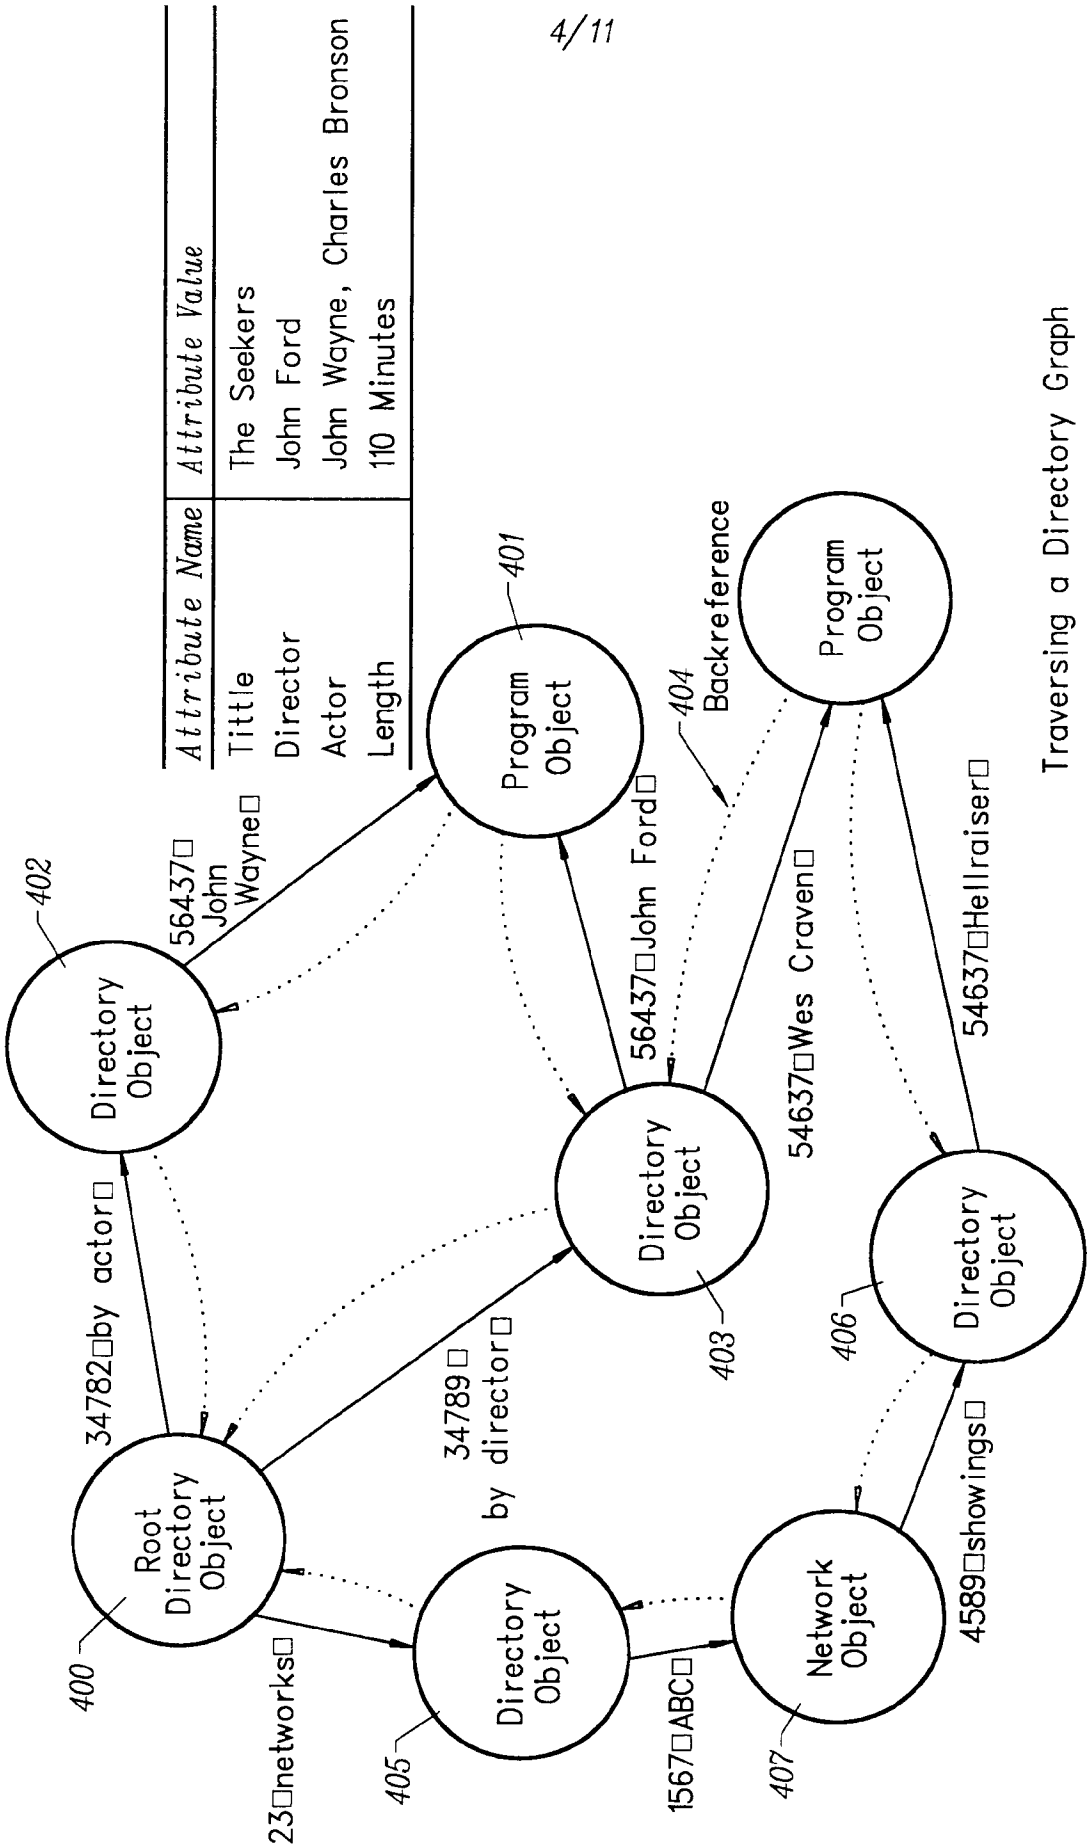 4/11
Attribute Name Attribute Value
Tittle The Seekers
Director John Ford
Actor John Wayne, Charles Bronson
Length 110 Minutes
402
Directory
Object
56437□
John
Wayne□
34782□by actor□
400
Root
Directory
Object
401
Program
Object
56437□John Ford□
34789□
by director□
403
Directory
Object
404
Backreference
54637□Wes Craven□
Program
Object
23□networks□
405
Directory
Object
1567□ABC□
407
Network
Object
4589□showings□
406
Directory
Object
54637□Hellraiser□
Traversing a Directory Graph